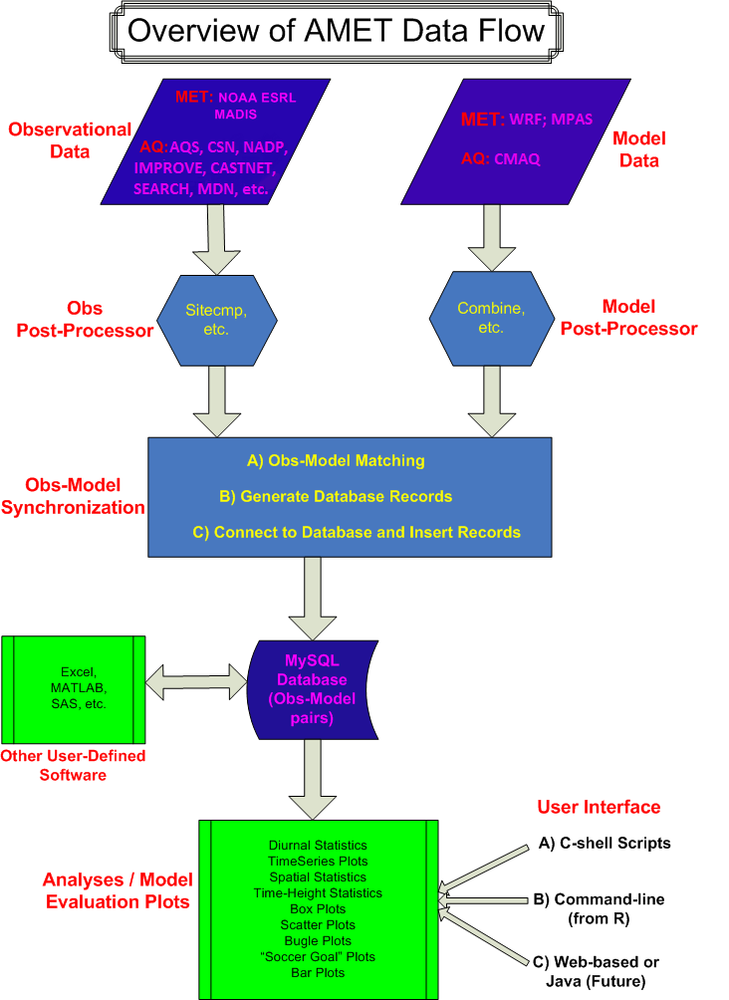 Overview of AMET Data Flow
Observational
Data
MET: NOAA ESRL
MADIS
AQ:AQS, CSN, NADP,
IMPROVE, CASTNET,
SEARCH, MDN, etc.
MET: WRF; MPAS
AQ: CMAQ
Model
Data
Obs
Post-Processor
Sitecmp,
etc.
Combine,
etc.
Model
Post-Processor
Obs-Model
Synchronization
A) Obs-Model Matching
B) Generate Database Records
C) Connect to Database and Insert Records
Excel,
MATLAB,
SAS, etc.
Other User-Defined
Software
MySQL
Database
(Obs-Model
pairs)
Analyses / Model
Evaluation Plots
Diurnal Statistics
TimeSeries Plots
Spatial Statistics
Time-Height Statistics
Box Plots
Scatter Plots
Bugle Plots
“Soccer Goal” Plots
Bar Plots
User Interface
A) C-shell Scripts
B) Command-line
(from R)
C) Web-based or
Java (Future)